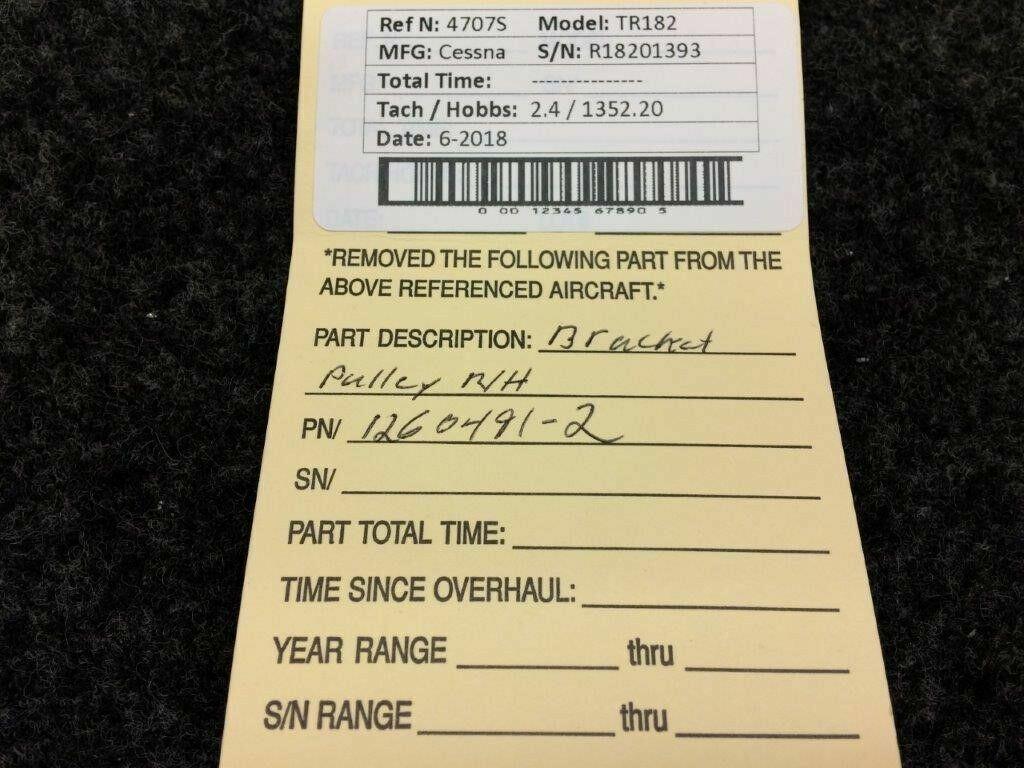 Ref N: 4707S Model: TR182
MFG: Cessna S/N: R18201393
Total Time: -------------
Tach / Hobbs: 2.4 / 1352.20
Date: 6-2018
0 00 12345 67890 5
*REMOVED THE FOLLOWING PART FROM THE
ABOVE REFERENCED AIRCRAFT.*
PART DESCRIPTION: Bracket
Pulley R/H
PN/ 1260491-2
SN/
PART TOTAL TIME:
TIME SINCE OVERHAUL:
YEAR RANGE thru
S/N RANGE thru